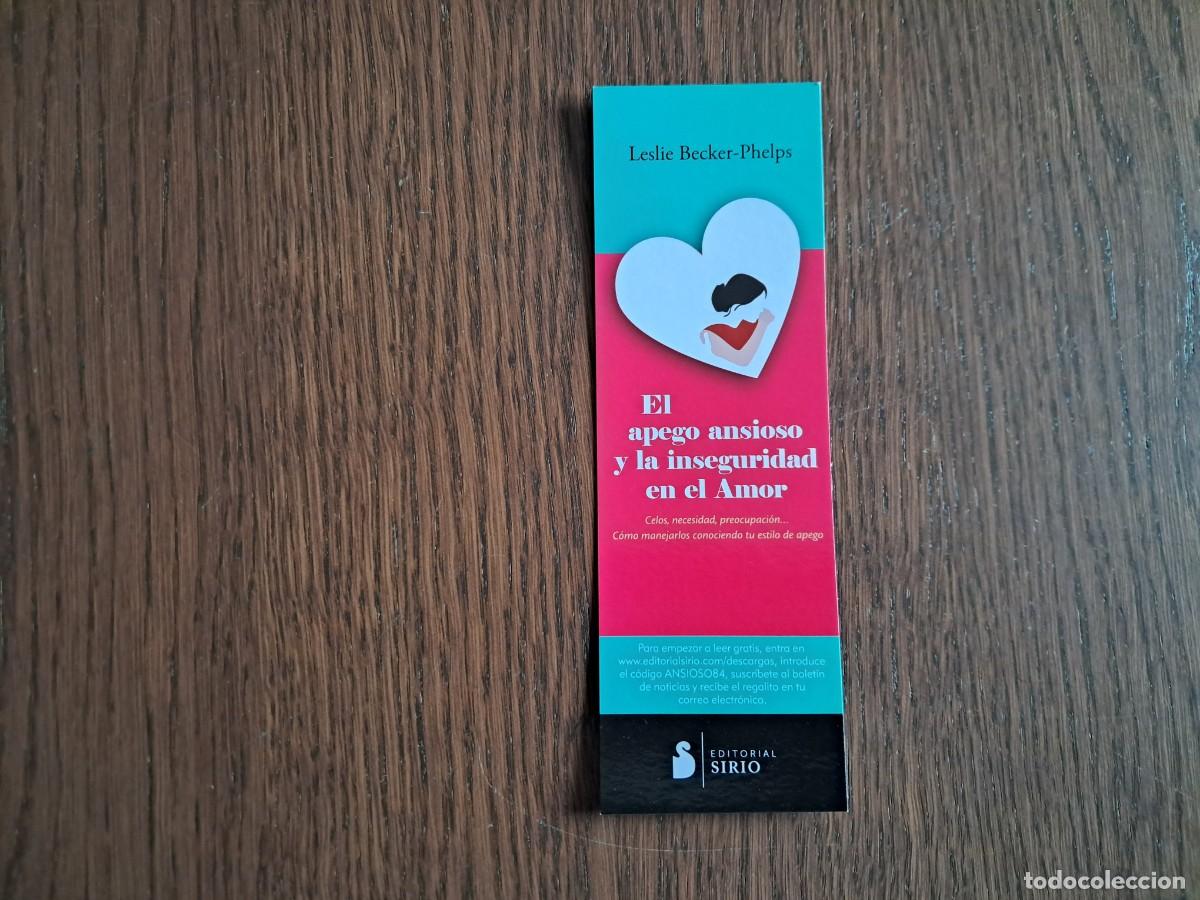 Leslie Becker-Phelps
El
apego ansioso
y la inseguridad
en el Amor
Celos, necesidad, preocupación...
Cómo manejarlos conociendo tu estilo de apego
Para empezar a leer gratis, entra en
www.editorialsirio.com/descargas, introduce
el código ANSIOSO84, suscríbete al boletín
de noticias y recibe el regalito en tu
correo electrónico.
EDITORIAL
SIRIO
todocoleccion